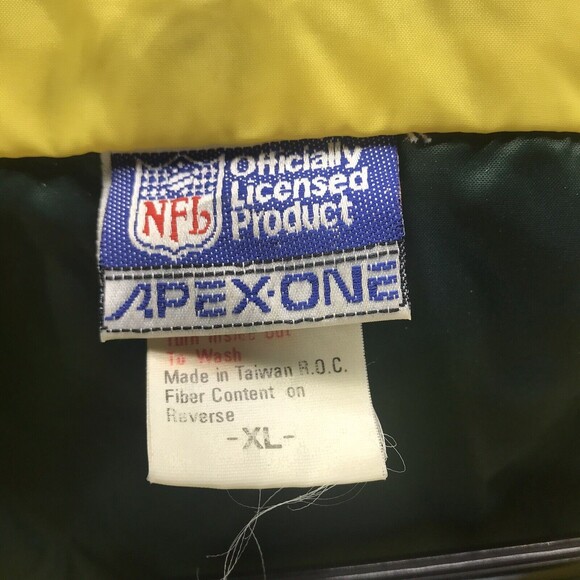 NFL
Officially
Licensed
Product
APEX·ONE
Turn Inside Out
To Wash
Made in Taiwan R.O.C.
Fiber Content on
Reverse
-XL-